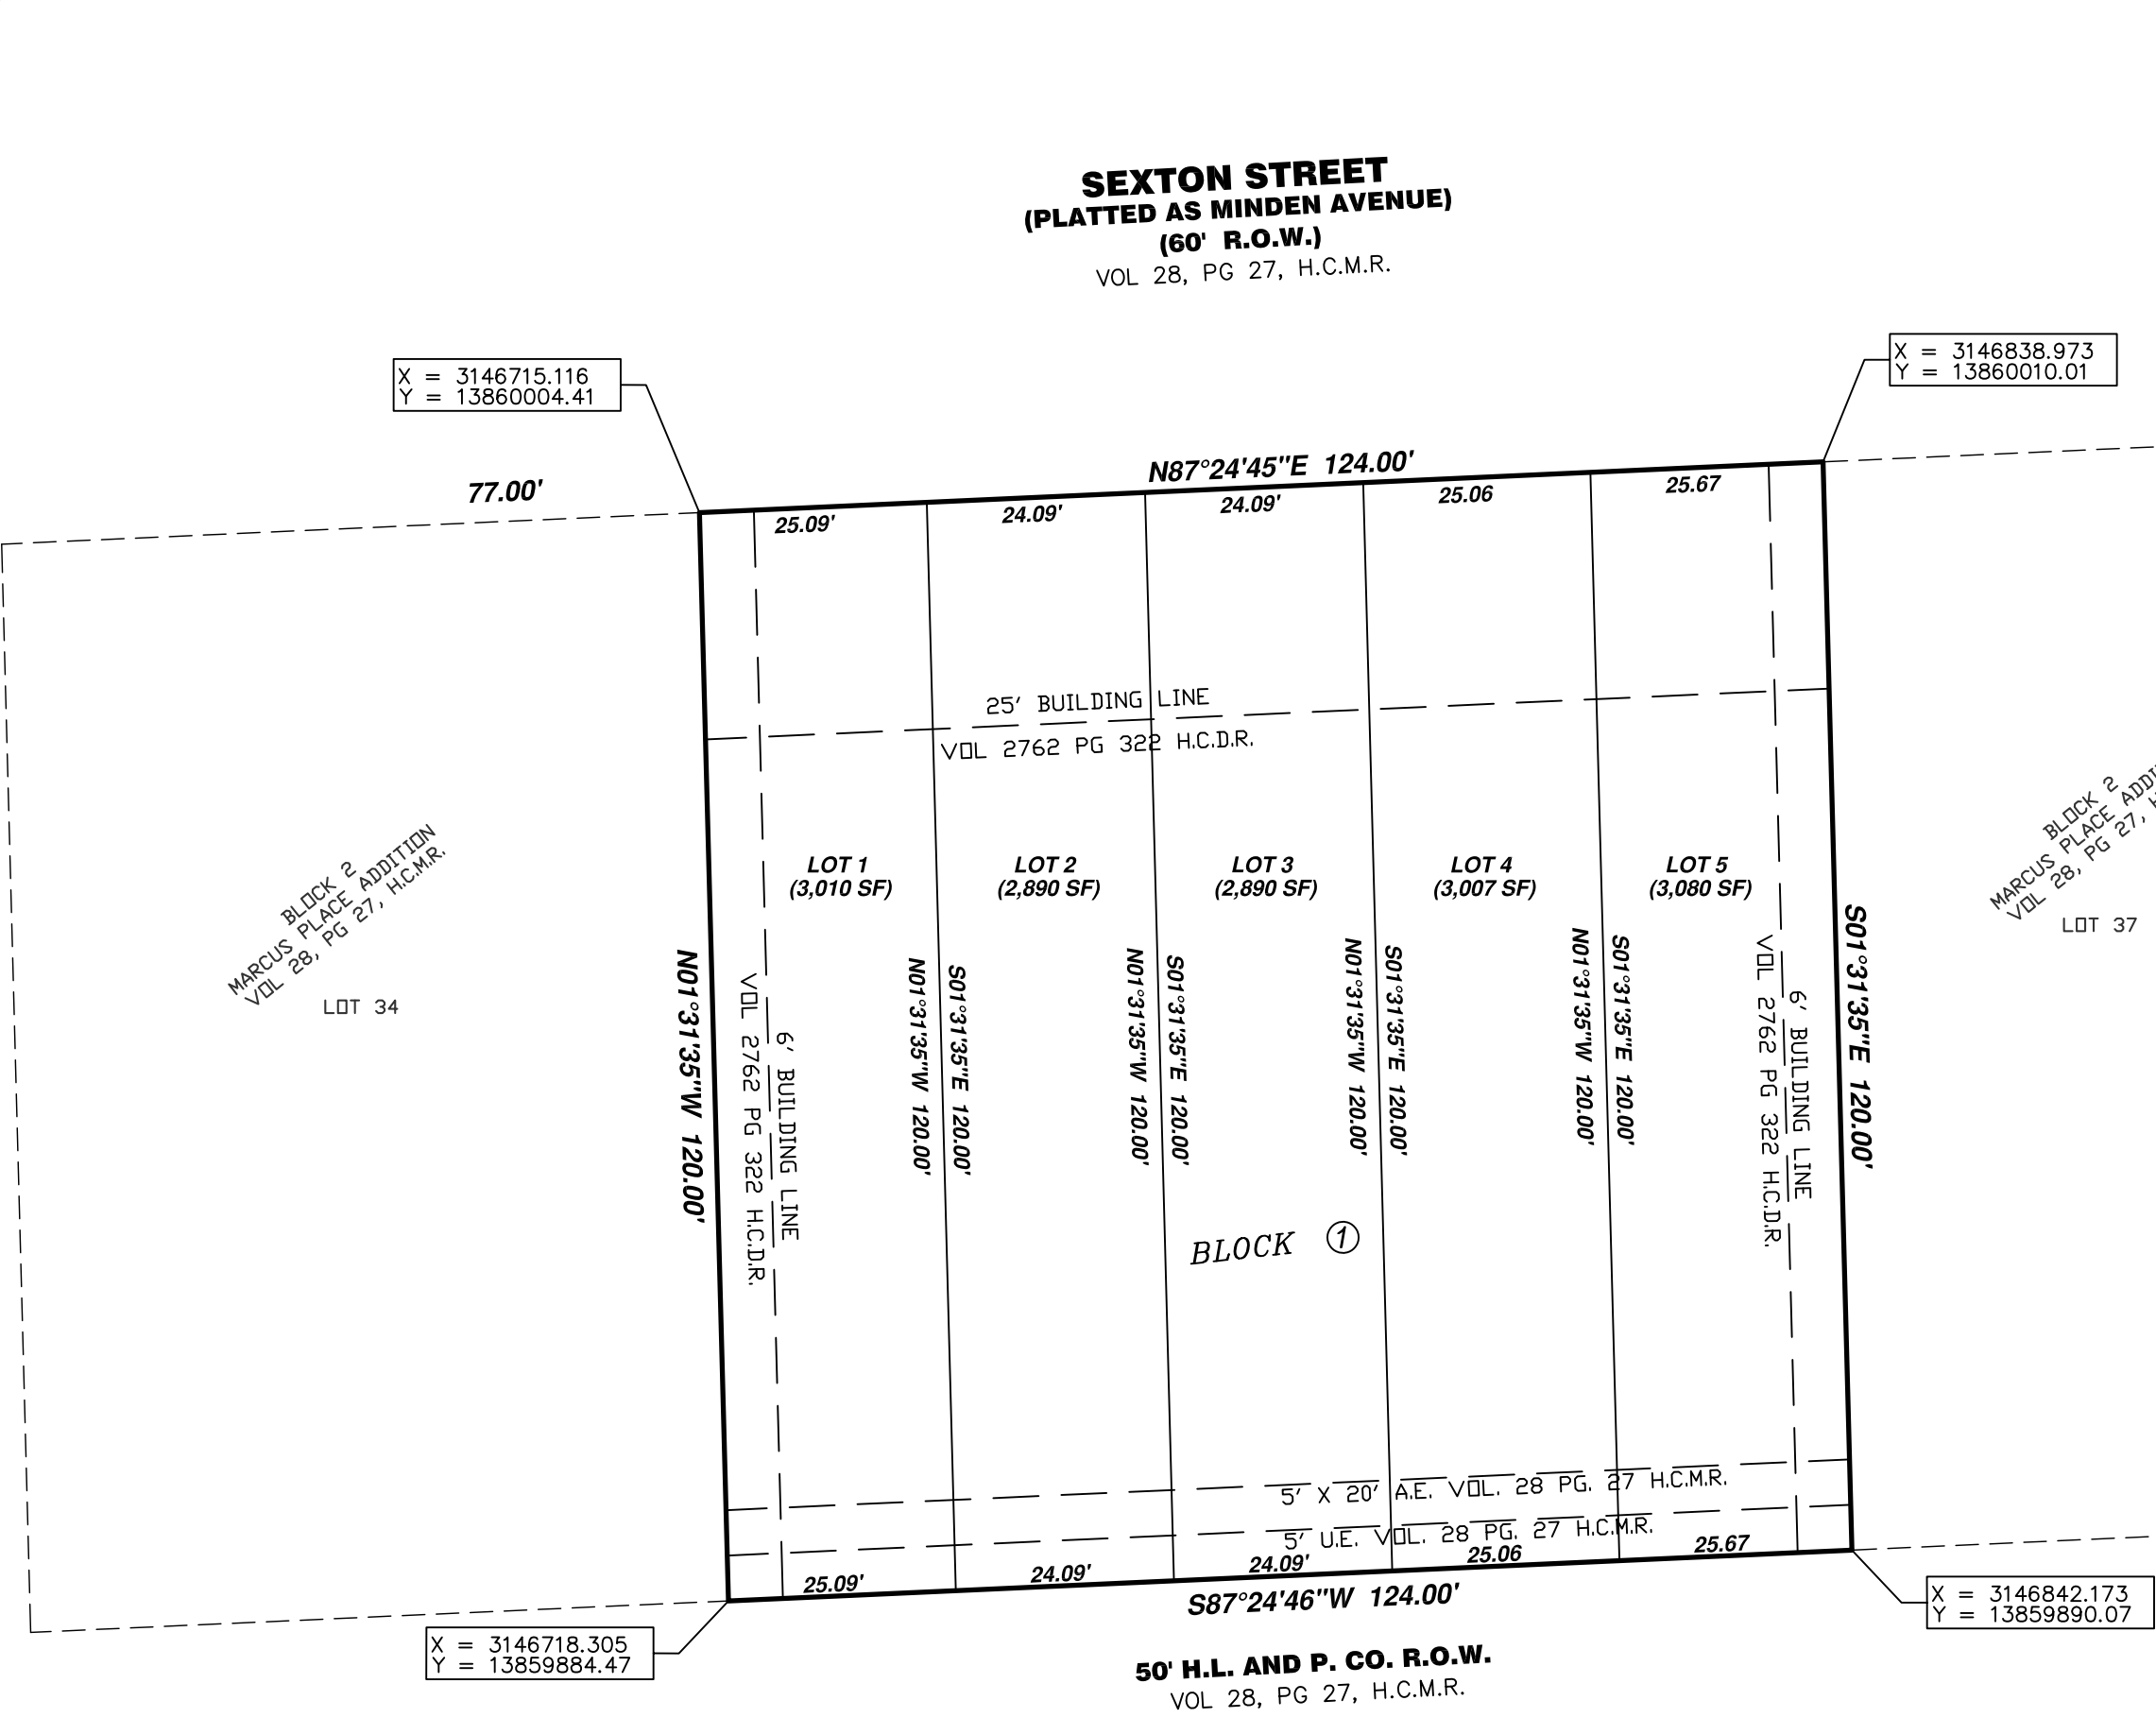 SEXTON STREET
(PLATTED AS MINDEN AVENUE)
(60' R.O.W.)
VOL 28, PG 27, H.C.M.R.
X = 3146715.116
Y = 13860004.41
X = 3146838.973
Y = 13860010.01
77.00'
N87°24'45"E 124.00'
25.09'
24.09'
24.09'
25.06
25.67
25' BUILDING LINE
VOL 2762 PG 322 H.C.D.R.
BLOCK 2
MARCUS PLACE ADDITION
VOL 28, PG 27, H.C.M.R.
LOT 34
LOT 1
(3,010 SF)
LOT 2
(2,890 SF)
LOT 3
(2,890 SF)
LOT 4
(3,007 SF)
LOT 5
(3,080 SF)
BLOCK 2
MARCUS PLACE
VOL 28, PG 27,
LOT 37
N01°31'35"W 120.00'
VOL 2762 PG 322 H.C.D.R.
6' BUILDING LINE
N01°31'35"W 120.00'
S01°31'35"E 120.00'
N01°31'35"W 120.00'
S01°31'35"E 120.00'
N01°31'35"W 120.00'
S01°31'35"E 120.00'
N01°31'35"W 120.00'
S01°31'35"E 120.00'
VOL 2762 PG 322 H.C.D.R.
6' BUILDING LINE
S01°31'35"E 120.00'
BLOCK 1
5' X 20' A.E. VOL. 28 PG. 27 H.C.M.R.
5' U.E. VOL. 28 PG. 27 H.C.M.R.
25.09'
24.09'
24.09'
25.06
25.67
S87°24'46"W 124.00'
X = 3146718.305
Y = 13859884.47
X = 3146842.173
Y = 13859890.07
50' H.L. AND P. CO. R.O.W.
VOL 28, PG 27, H.C.M.R.